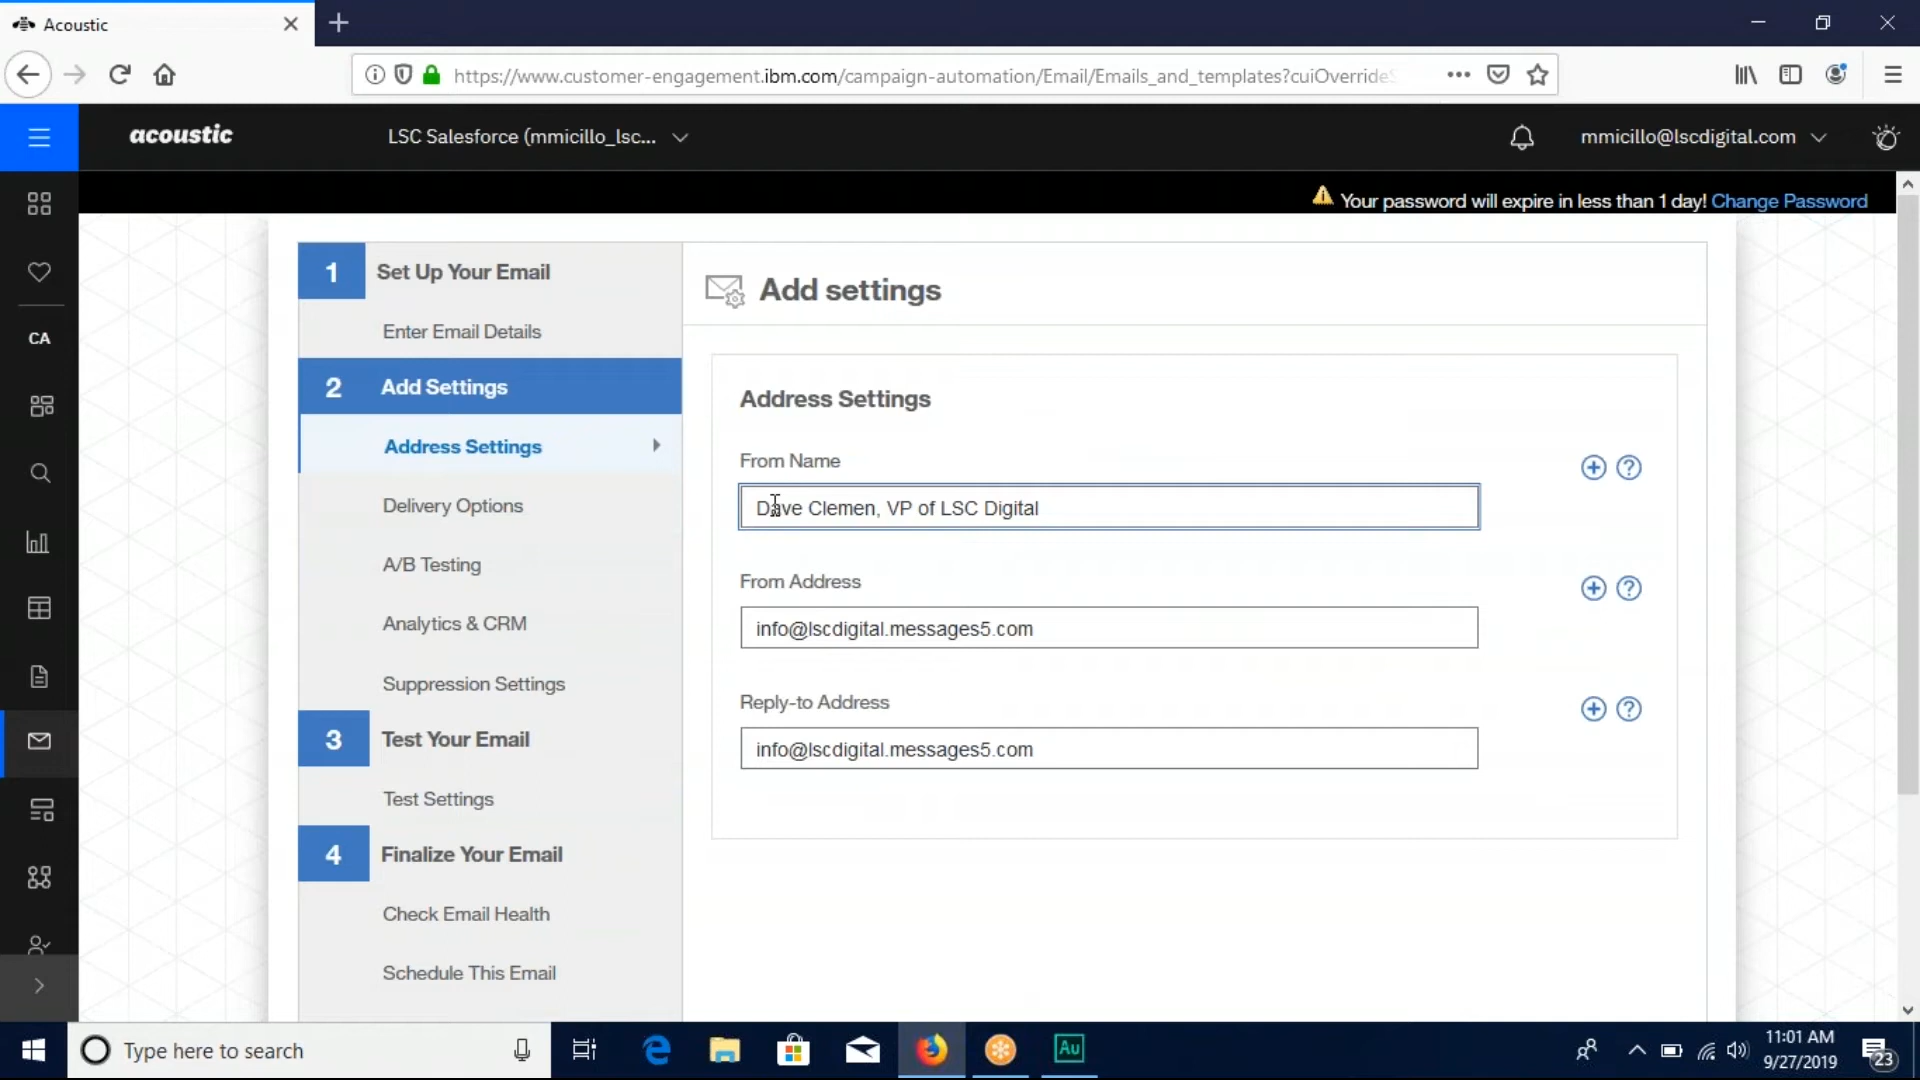 Acoustic
https://www.customer-engagement.ibm.com/campaign-automation/Email/Emails_and_templates?cuiOverrideS
acoustic
LSC Salesforce (mmicillo_lsc...
mmicillo@lscdigital.com
Your password will expire in less than 1 day! Change Password
1 Set Up Your Email
Enter Email Details
2 Add Settings
Address Settings
Delivery Options
A/B Testing
Analytics & CRM
Suppression Settings
3 Test Your Email
Test Settings
4 Finalize Your Email
Check Email Health
Schedule This Email
CA
Add settings
Address Settings
From Name
Dave Clemen, VP of LSC Digital
From Address
info@lscdigital.messages5.com
Reply-to Address
info@lscdigital.messages5.com
Type here to search
Au
11:01 AM
9/27/2019
23